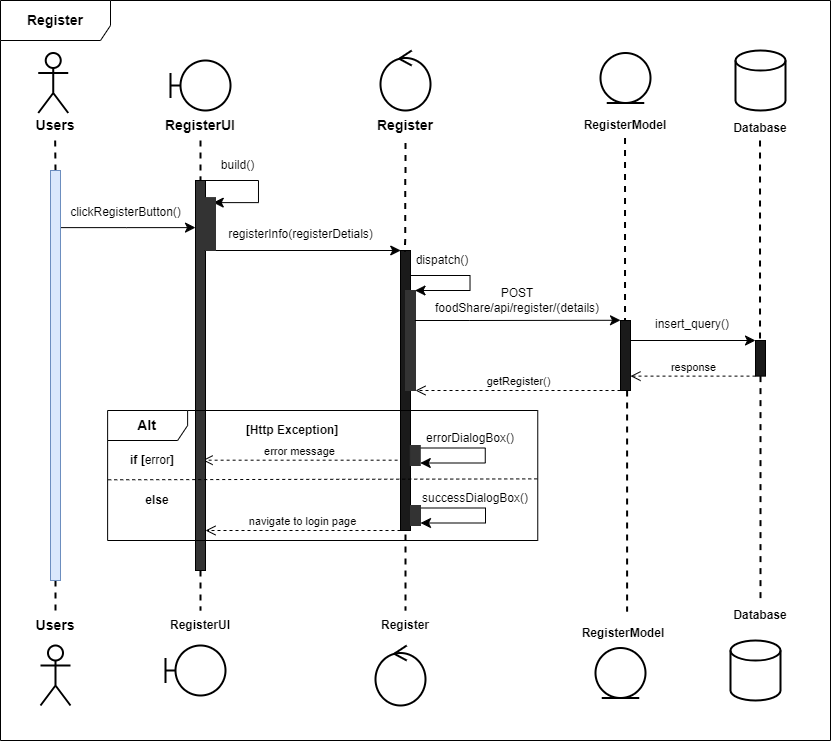 Register
Users
RegisterUI
Register
RegisterModel
Database
build()
clickRegisterButton()
registerInfo(registerDetials)
dispatch()
POST
foodShare/api/register/(details)
insert_query()
response
getRegister()
Alt
[Http Exception]
errorDialogBox()
if [error]
error message
else
successDialogBox()
navigate to login page
Users
RegisterUI
Register
RegisterModel
Database